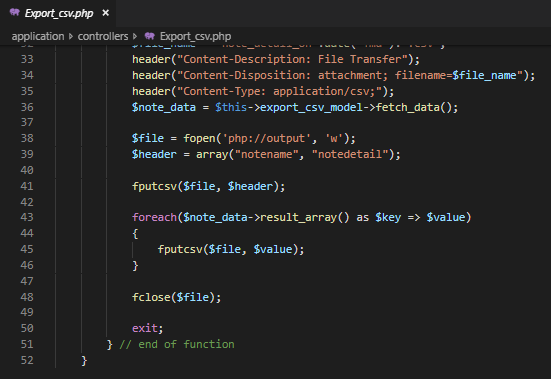 Export_csv.php ×
application > controllers > Export_csv.php
33 header("Content-Description: File Transfer");
34 header("Content-Disposition: attachment; filename=$file_name");
35 header("Content-Type: application/csv;");
36 $note_data = $this->export_csv_model->fetch_data();
37
38 $file = fopen('php://output', 'w');
39 $header = array("notename", "notedetail");
40
41 fputcsv($file, $header);
42
43 foreach($note_data->result_array() as $key => $value)
44 {
45 fputcsv($file, $value);
46 }
47
48 fclose($file);
49
50 exit;
51 } // end of function
52 }